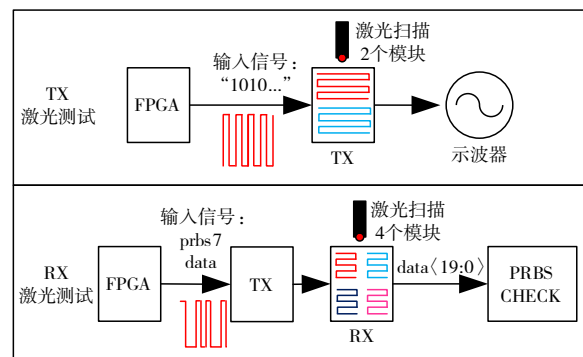 TX
激光测试
FPGA
输入信号：
“1010...”
激光扫描
2个模块
TX
示波器
RX
激光测试
FPGA
输入信号：
prbs7
data
TX
激光扫描
4个模块
RX
data〈19:0〉
PRBS
CHECK